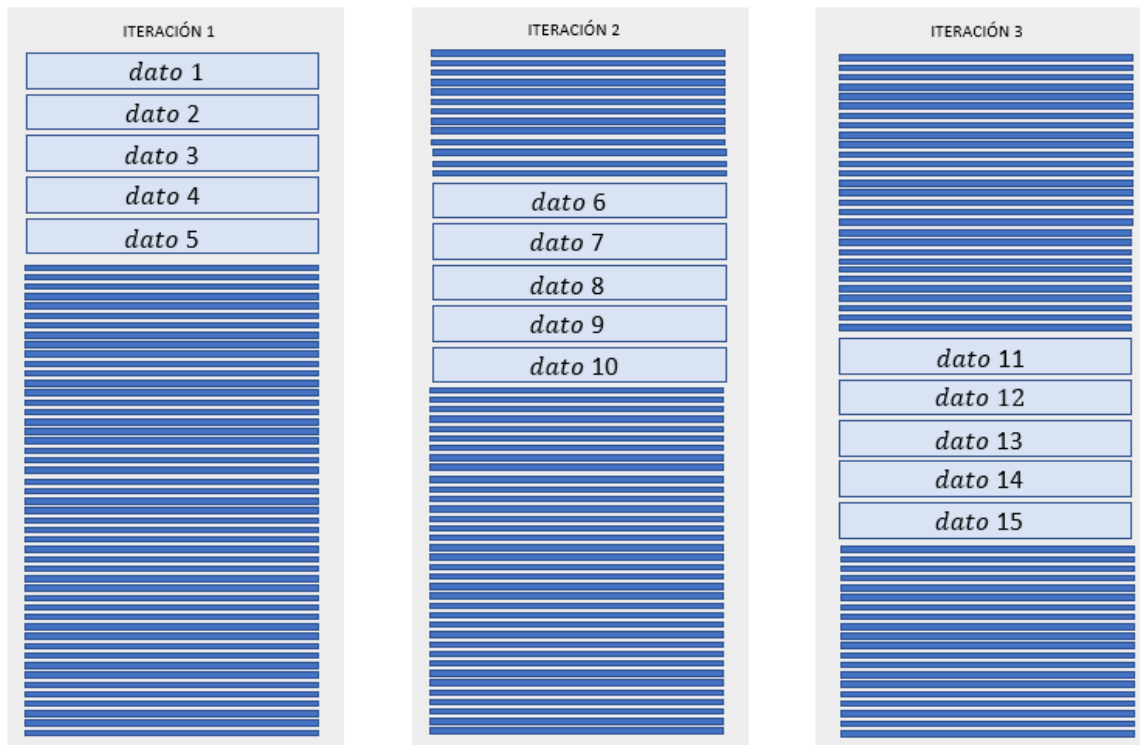 ITERACIÓN 1
dato 1
dato 2
dato 3
dato 4
dato 5
ITERACIÓN 2
dato 6
dato 7
dato 8
dato 9
dato 10
ITERACIÓN 3
dato 11
dato 12
dato 13
dato 14
dato 15